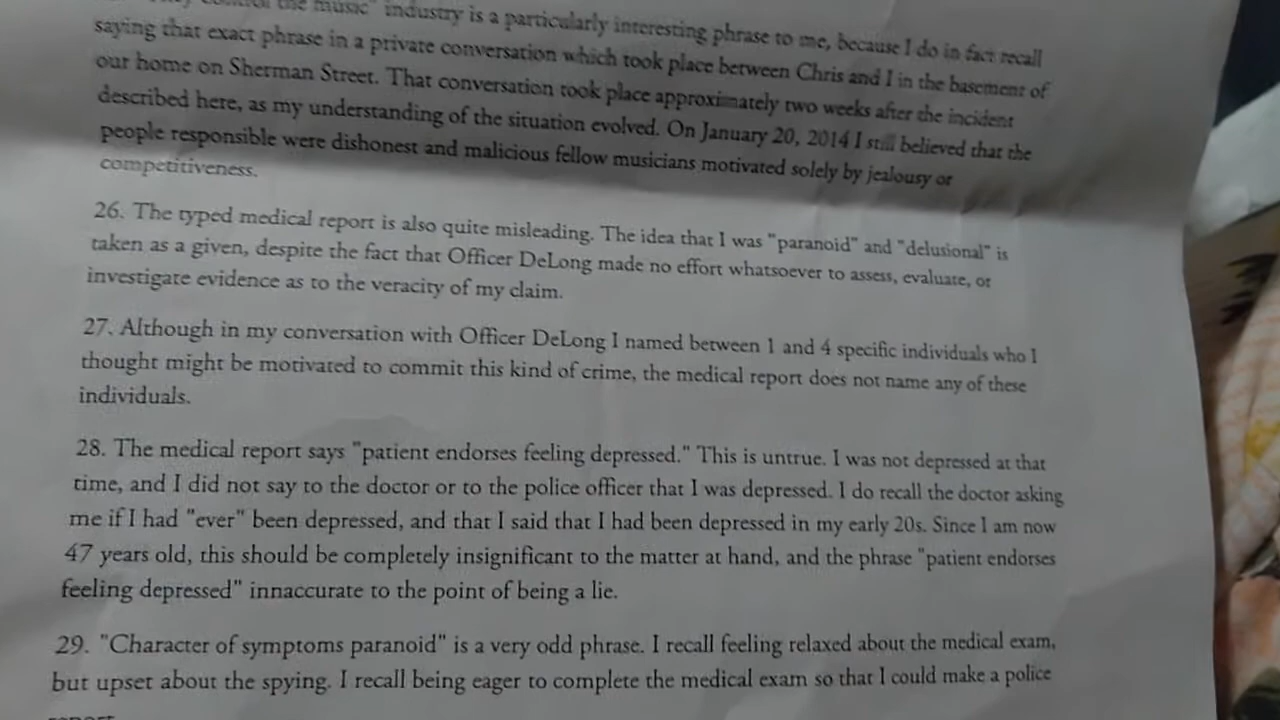 the music" industry is a particularly interesting phrase to me, because I do in fact recall
saying that exact phrase in a private conversation which took place between Chris and I in the basement of
our home on Sherman Street. That conversation took place approximately two weeks after the incident
described here, as my understanding of the situation evolved. On January 20, 2014 I still believed that the
people responsible were dishonest and malicious fellow musicians motivated solely by jealousy or
competitiveness.
26. The typed medical report is also quite misleading. The idea that I was "paranoid" and "delusional" is
taken as a given, despite the fact that Officer DeLong made no effort whatsoever to assess, evaluate, or
investigate evidence as to the veracity of my claim.
27. Although in my conversation with Officer DeLong I named between 1 and 4 specific individuals who I
thought might be motivated to commit this kind of crime, the medical report does not name any of these
individuals.
28. The medical report says "patient endorses feeling depressed." This is untrue. I was not depressed at that
time, and I did not say to the doctor or to the police officer that I was depressed. I do recall the doctor asking
me if I had "ever" been depressed, and that I said that I had been depressed in my early 20s. Since I am now
47 years old, this should be completely insignificant to the matter at hand, and the phrase "patient endorses
feeling depressed" innaccurate to the point of being a lie.
29. "Character of symptoms paranoid" is a very odd phrase. I recall feeling relaxed about the medical exam,
but upset about the spying. I recall being eager to complete the medical exam so that I could make a police